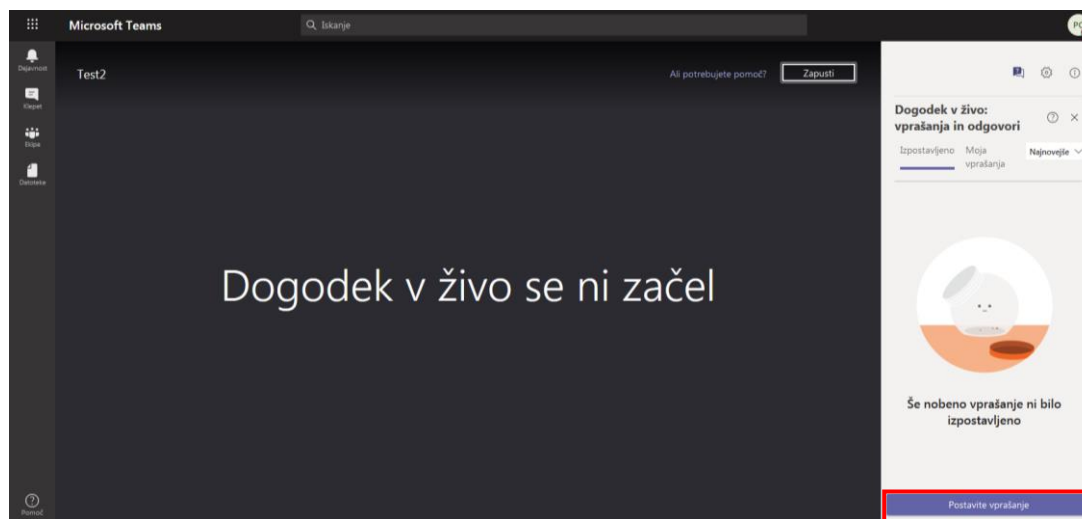 Microsoft Teams
Iskanje
Dejavnost
Klepet
Ekipa
Datoteke
Pomoč
Test2
Ali potrebujete pomoč?
Zapusti
Dogodek v živo se ni začel
Dogodek v živo:
vprašanja in odgovori
Izpostavljeno
Moja
vprašanja
Najnovejše
Še nobeno vprašanje ni bilo
izpostavljeno
Postavite vprašanje